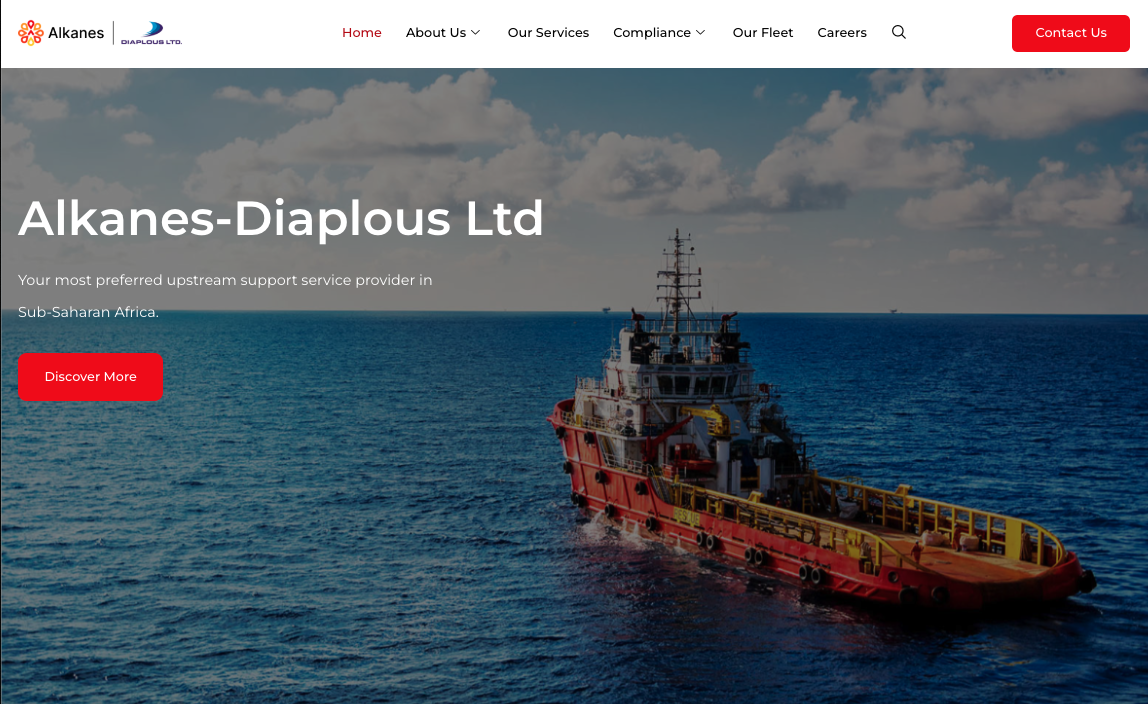 Alkanes
DIAPLOUS LTD.
Home
About Us
Our Services
Compliance
Our Fleet
Careers
Contact Us
Alkanes-Diaplous Ltd
Your most preferred upstream support service provider in
Sub-Saharan Africa.
Discover More